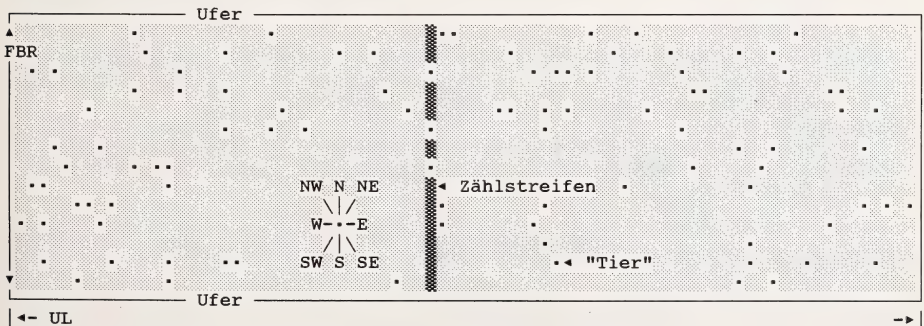 Ufer
FBR
NW N NE
Zählstreifen
W E
SW S SE
"Tier"
Ufer
UL